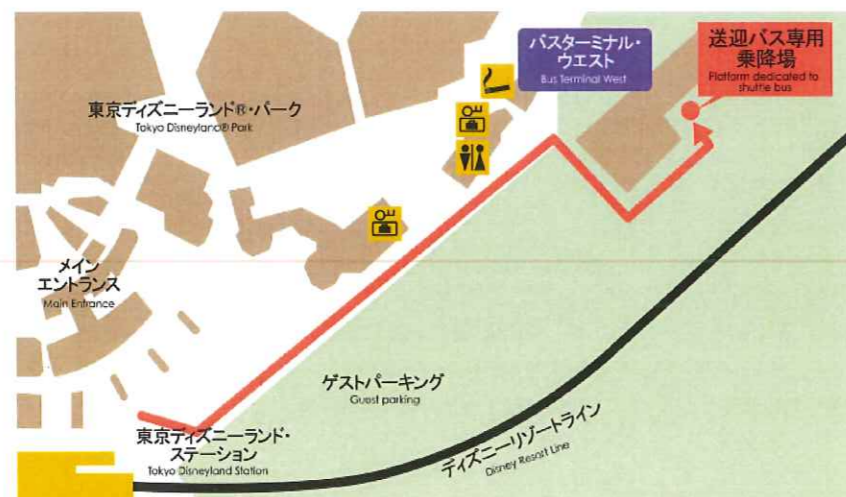 バスターミナル・
ウエスト
Bus Terminal West
送迎バス専用
乗降場
Platform dedicated to
shuttle bus
東京ディズニーランド®・パーク
Tokyo Disneyland® Park
メイン
エントランス
Main Entrance
ゲストパーキング
Guest parking
東京ディズニーランド・
ステーション
Tokyo Disneyland Station
ディズニーリゾートライン
Disney Resort Line